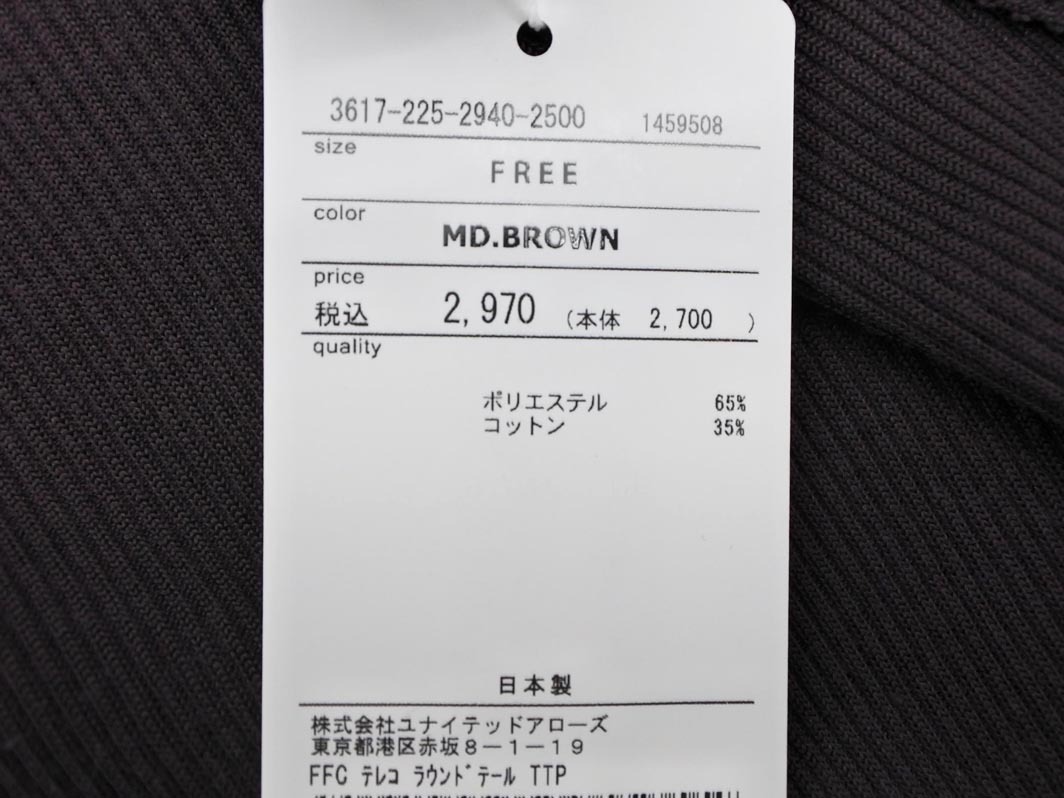 3617-225-2940-2500 1459508
size
FREE
color
MD.BROWN
price
税込 2,970 (本体 2,700 )
quality
ポリエステル 65%
コットン 35%
日本製
株式会社ユナイテッドアローズ
東京都港区赤坂8-1-19
FFC テレコ ラウンドテール TTP